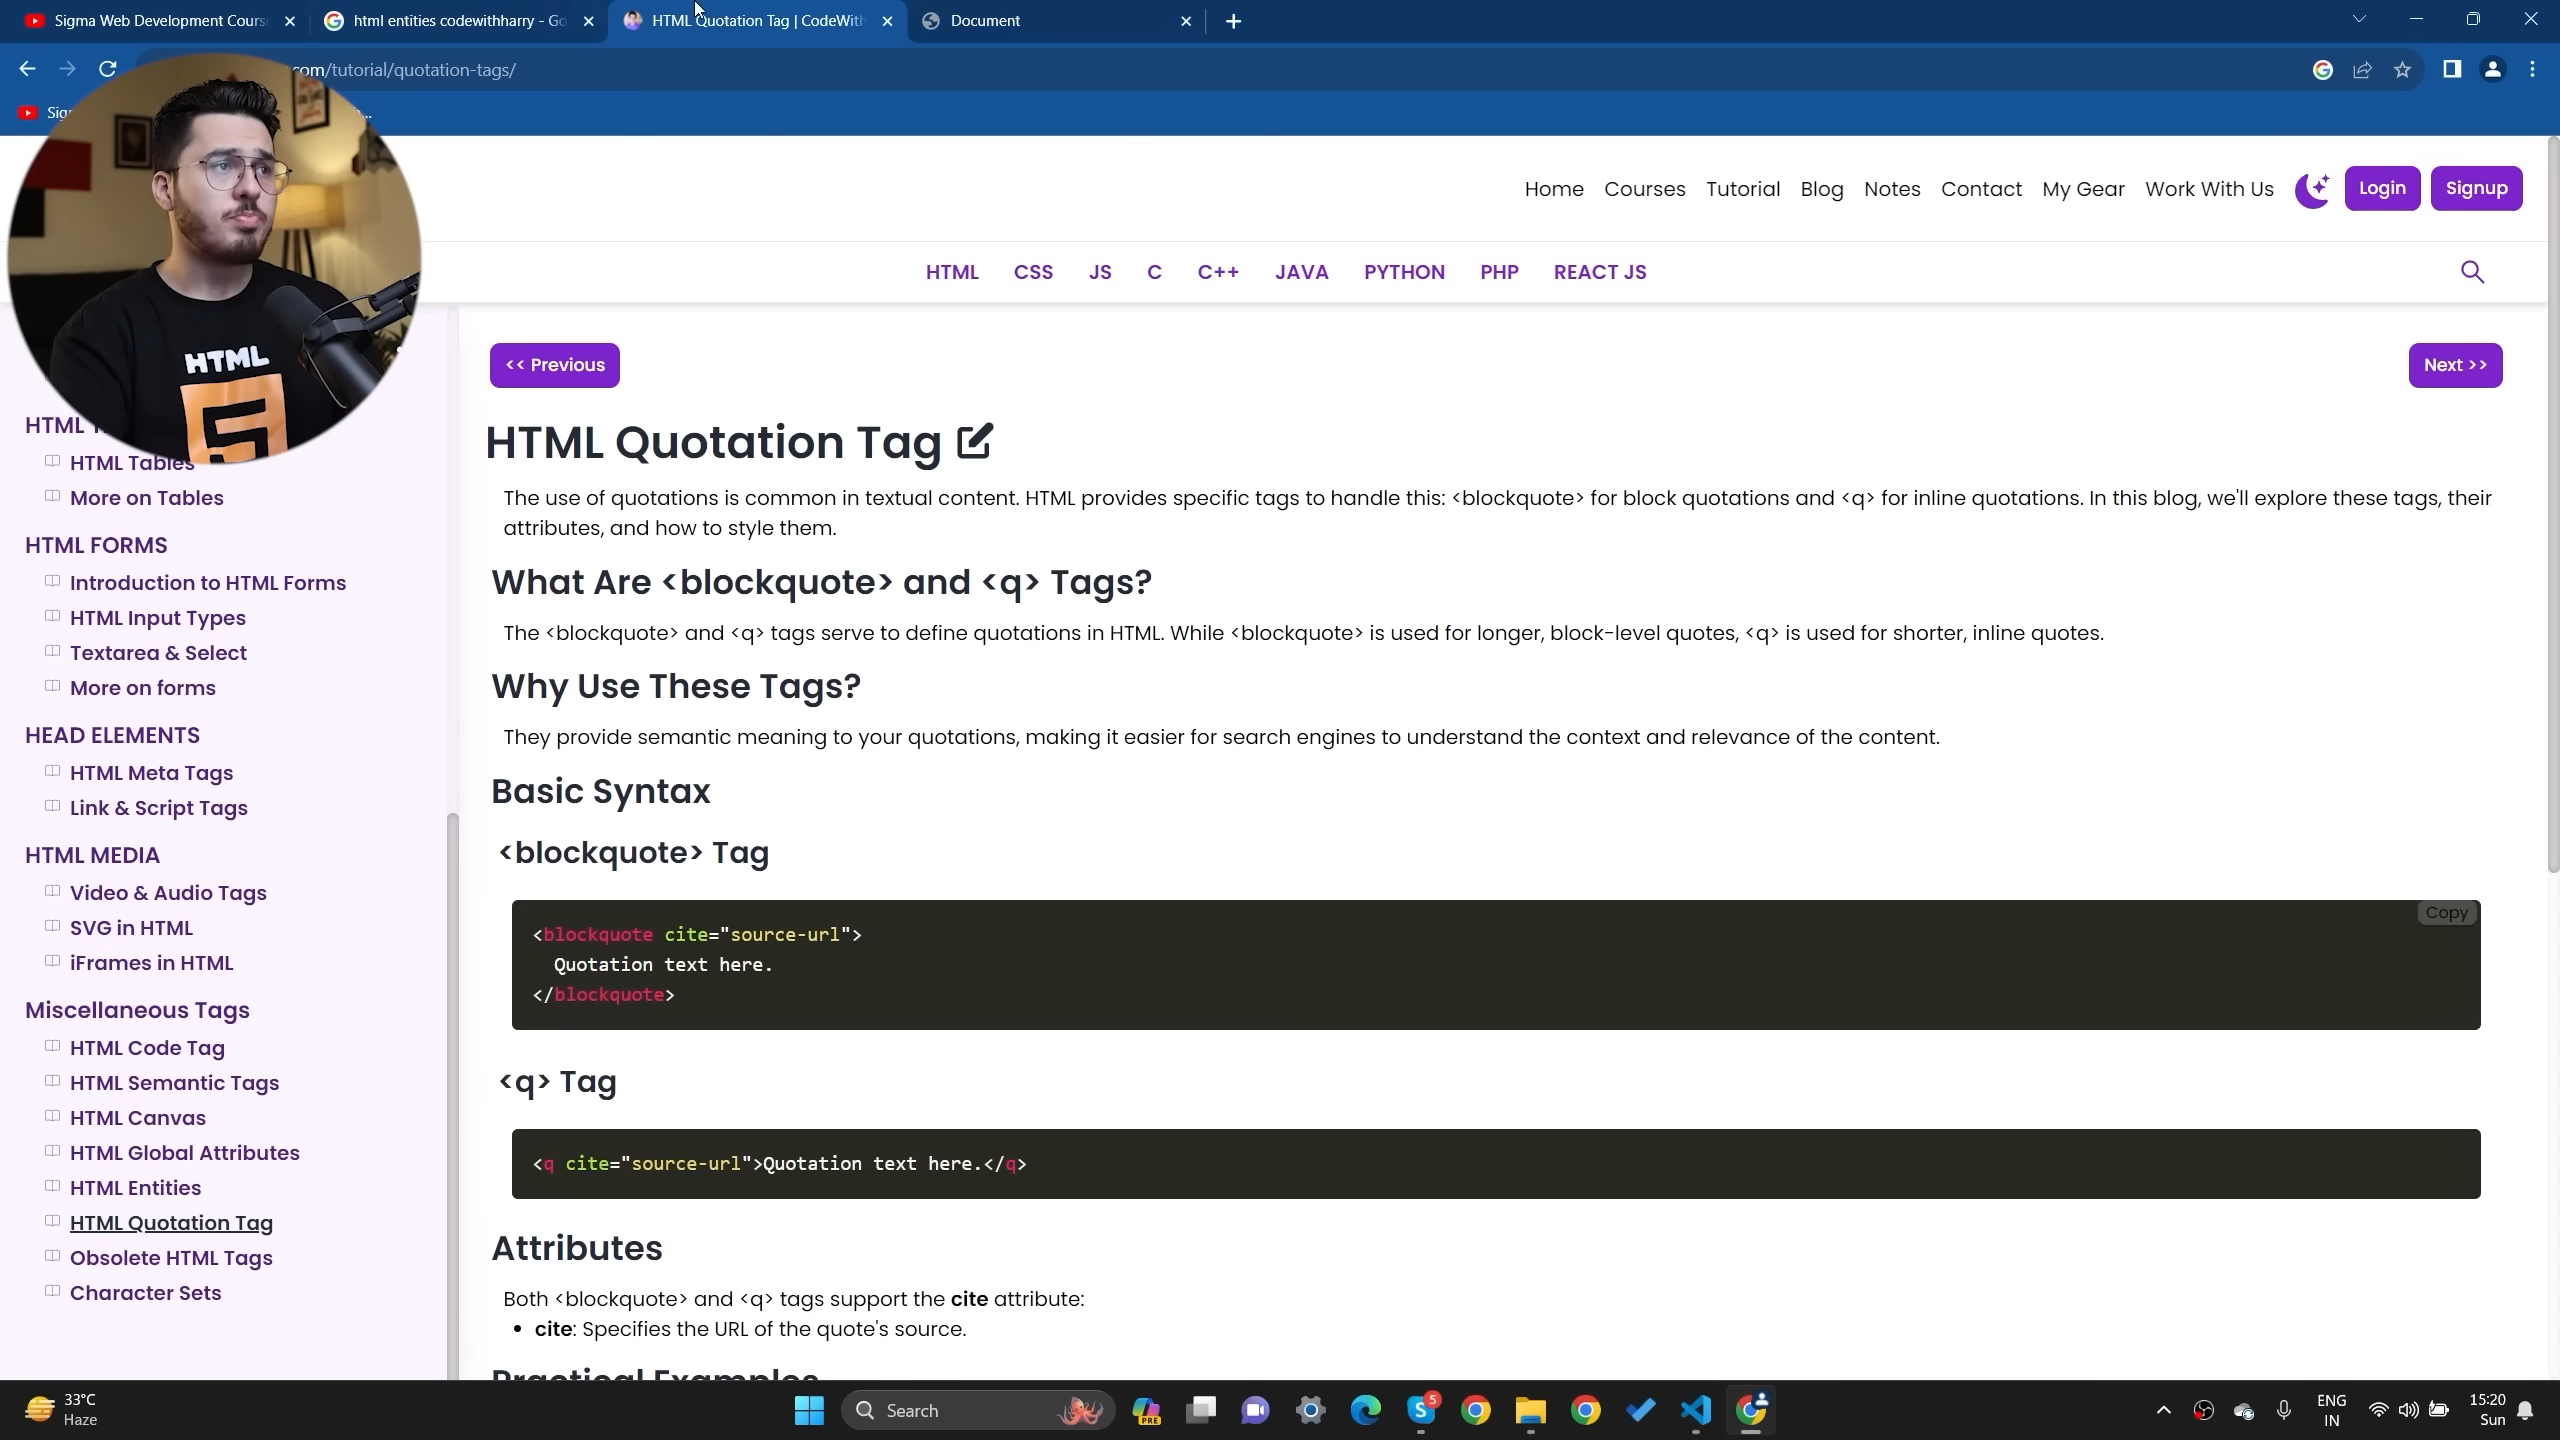 Sigma Web Development Cours
html entities codewithharry - Go
HTML Quotation Tag | CodeWith
Document
com/tutorial/quotation-tags/
Home
Courses
Tutorial
Blog
Notes
Contact
My Gear
Work With Us
Login
Signup
HTML
CSS
JS
C
C++
JAVA
PYTHON
PHP
REACT JS
HTML
5
HTML
HTML Tables
More on Tables
HTML FORMS
Introduction to HTML Forms
HTML Input Types
Textarea & Select
More on forms
HEAD ELEMENTS
HTML Meta Tags
Link & Script Tags
HTML MEDIA
Video & Audio Tags
SVG in HTML
iFrames in HTML
Miscellaneous Tags
HTML Code Tag
HTML Semantic Tags
HTML Canvas
HTML Global Attributes
HTML Entities
HTML Quotation Tag
Obsolete HTML Tags
Character Sets
<< Previous
Next >>
HTML Quotation Tag
The use of quotations is common in textual content. HTML provides specific tags to handle this: <blockquote> for block quotations and <q> for inline quotations. In this blog, we'll explore these tags, their
attributes, and how to style them.
What Are <blockquote> and <q> Tags?
The <blockquote> and <q> tags serve to define quotations in HTML. While <blockquote> is used for longer, block-level quotes, <q> is used for shorter, inline quotes.
Why Use These Tags?
They provide semantic meaning to your quotations, making it easier for search engines to understand the context and relevance of the content.
Basic Syntax
<blockquote> Tag
Copy
<blockquote cite="source-url">
Quotation text here.
</blockquote>
<q> Tag
<q cite="source-url">Quotation text here.</q>
Attributes
Both <blockquote> and <q> tags support the cite attribute:
• cite: Specifies the URL of the quote's source.
Practical Examples
33°C
Haze
Search
PRE
S
5
ENG
IN
15:20
Sun